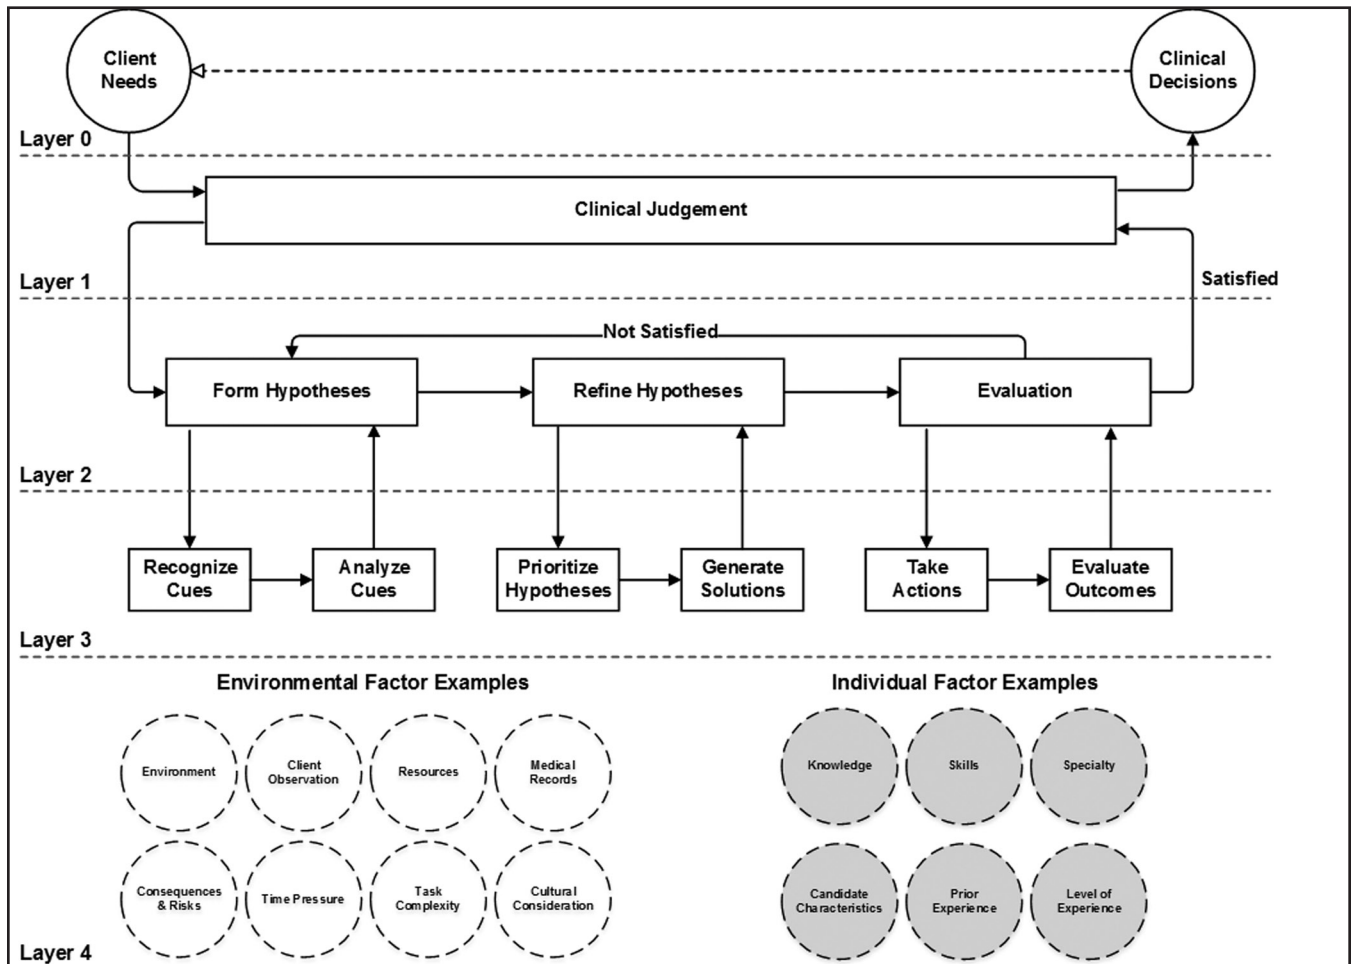 Client
Needs
Clinical
Decisions
Layer 0
Clinical Judgement
Layer 1
Satisfied
Not Satisfied
Form Hypotheses
Refine Hypotheses
Evaluation
Layer 2
Recognize
Cues
Analyze
Cues
Prioritize
Hypotheses
Generate
Solutions
Take
Actions
Evaluate
Outcomes
Layer 3
Environmental Factor Examples
Individual Factor Examples
Environment
Client
Observation
Resources
Medical
Records
Knowledge
Skills
Specialty
Consequences
& Risks
Time Pressure
Task
Complexity
Cultural
Consideration
Candidate
Characteristics
Prior
Experience
Level of
Experience
Layer 4